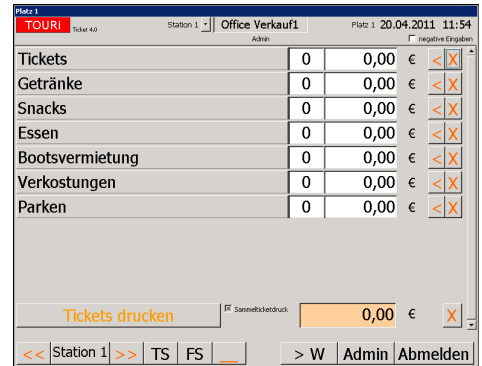 Platz 1
TOURi Ticket 4.0 Station 1 Office Verkauf1 Platz 1 20.04.2011 11:54
Admin negative Eingaben
Tickets 0 0,00 € < X
Getränke 0 0,00 € < X
Snacks 0 0,00 € < X
Essen 0 0,00 € < X
Bootsvermietung 0 0,00 € < X
Verkostungen 0 0,00 € < X
Parken 0 0,00 € < X
Tickets drucken Sammelticketdruck 0,00 € X
<< Station 1 >> TS FS __ > W Admin Abmelden